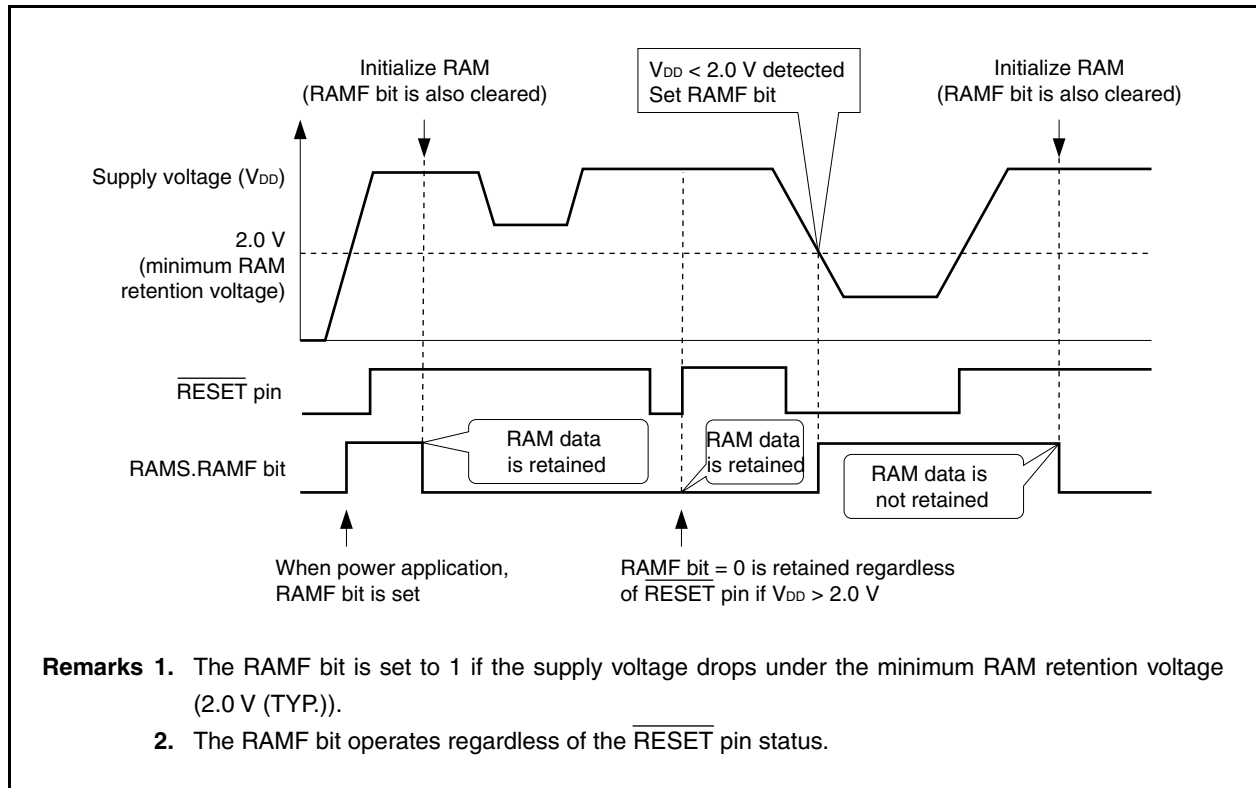 Initialize RAM
(RAMF bit is also cleared)
VDD < 2.0 V detected
Set RAMF bit
Initialize RAM
(RAMF bit is also cleared)
Supply voltage (VDD)
2.0 V
(minimum RAM
retention voltage)
RESET pin
RAMS.RAMF bit
RAM data
is retained
RAM data
is retained
RAM data is
not retained
When power application,
RAMF bit is set
RAMF bit = 0 is retained regardless
of RESET pin if VDD > 2.0 V
Remarks 1. The RAMF bit is set to 1 if the supply voltage drops under the minimum RAM retention voltage
(2.0 V (TYP.)).
2. The RAMF bit operates regardless of the RESET pin status.